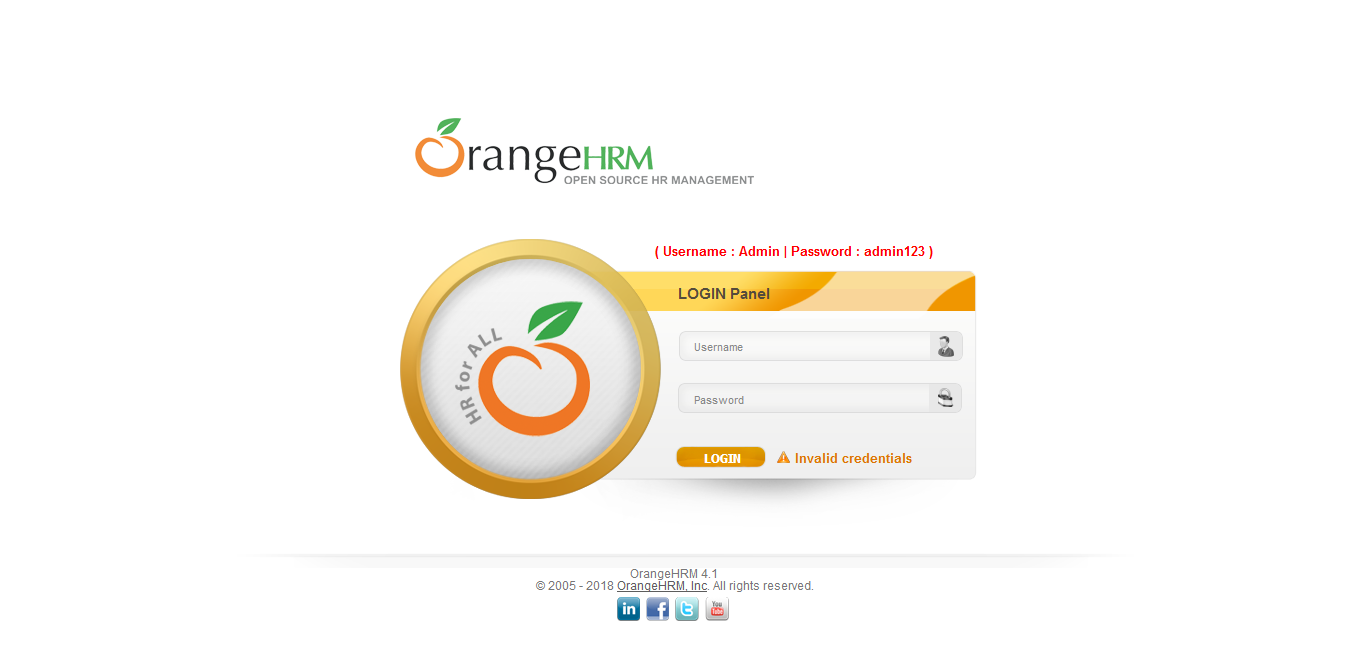 OrangeHRM
OPEN SOURCE HR MANAGEMENT
( Username : Admin | Password : admin123 )
LOGIN Panel
HR for ALL
Username
Password
LOGIN
Invalid credentials
OrangeHRM 4.1
© 2005 - 2018 OrangeHRM, Inc. All rights reserved.
in f t You Tube